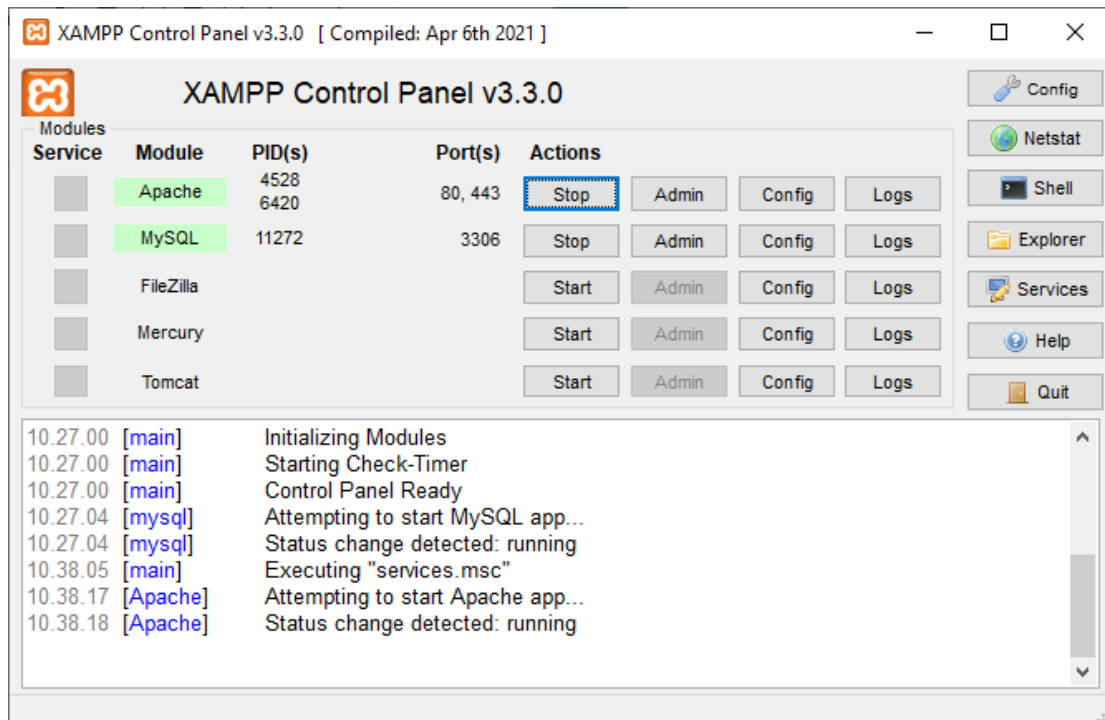 XAMPP Control Panel v3.3.0 [ Compiled: Apr 6th 2021 ]
XAMPP Control Panel v3.3.0
Config
Modules
Service Module PID(s) Port(s) Actions
Netstat
Apache 4528 6420 80, 443 Stop Admin Config Logs
Shell
MySQL 11272 3306 Stop Admin Config Logs
Explorer
FileZilla Start Admin Config Logs
Services
Mercury Start Admin Config Logs
Help
Tomcat Start Admin Config Logs
Quit
10.27.00 [main] Initializing Modules
10.27.00 [main] Starting Check-Timer
10.27.00 [main] Control Panel Ready
10.27.04 [mysql] Attempting to start MySQL app...
10.27.04 [mysql] Status change detected: running
10.38.05 [main] Executing "services.msc"
10.38.17 [Apache] Attempting to start Apache app...
10.38.18 [Apache] Status change detected: running